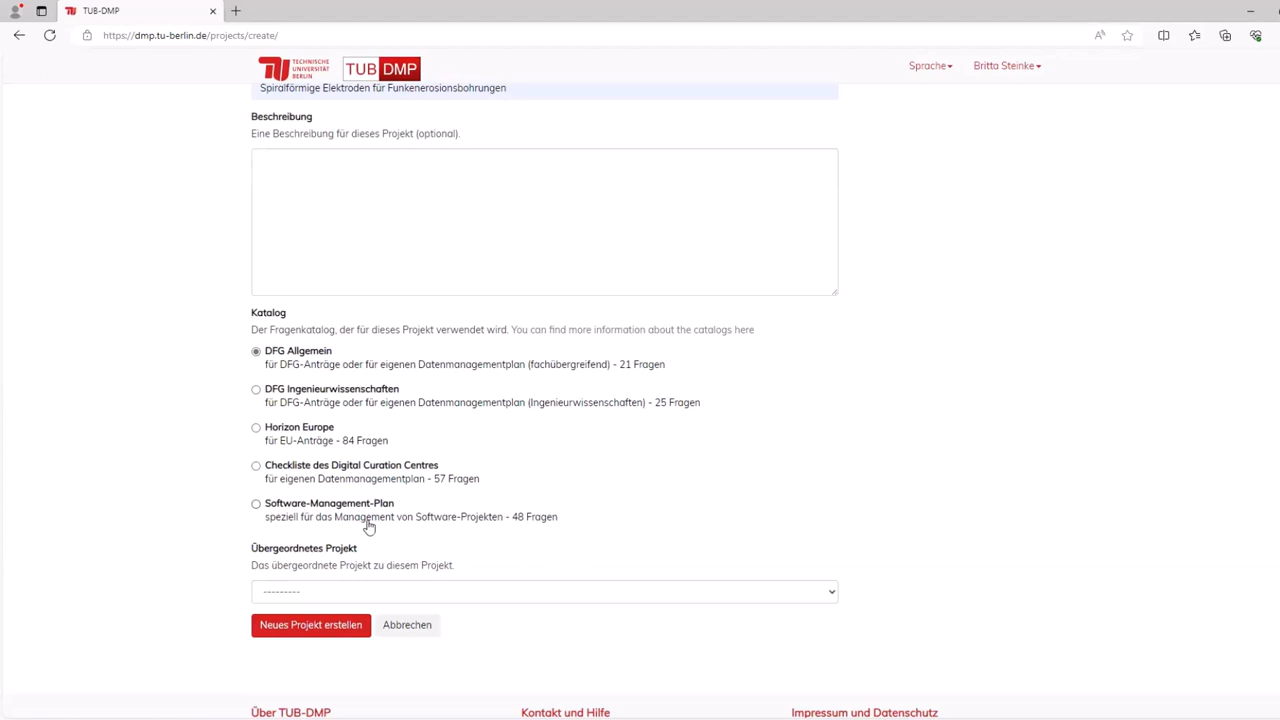 TUB-DMP
https://dmp.tu-berlin.de/projects/create/
TECHNISCHE
UNIVERSITÄT
BERLIN
TUB DMP
Sprache
Britta Steinke
Spiralförmige Elektroden für Funkenerosionsbohrungen
Beschreibung
Eine Beschreibung für dieses Projekt (optional).
Katalog
Der Fragenkatalog, der für dieses Projekt verwendet wird. You can find more information about the catalogs here
DFG Allgemein
für DFG-Anträge oder für eigenen Datenmanagementplan (fachübergreifend) - 21 Fragen
DFG Ingenieurwissenschaften
für DFG-Anträge oder für eigenen Datenmanagementplan (Ingenieurwissenschaften) - 25 Fragen
Horizon Europe
für EU-Anträge - 84 Fragen
Checkliste des Digital Curation Centres
für eigenen Datenmanagementplan - 57 Fragen
Software-Management-Plan
speziell für das Management von Software-Projekten - 48 Fragen
Übergeordnetes Projekt
Das übergeordnete Projekt zu diesem Projekt.
---------
Neues Projekt erstellen
Abbrechen
Über TUB-DMP
Kontakt und Hilfe
Impressum und Datenschutz